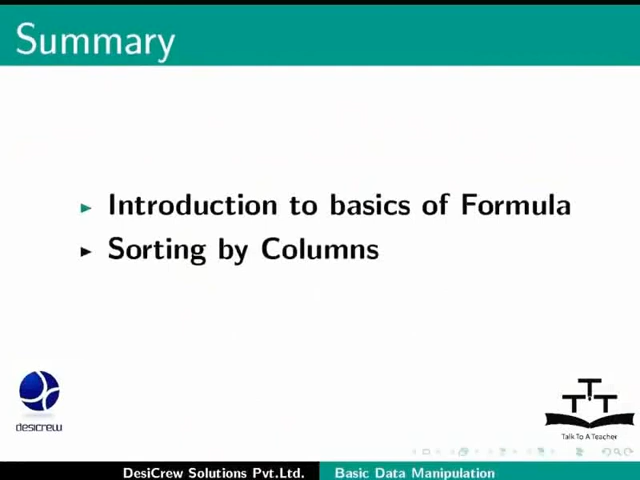 Summary
Introduction to basics of Formula
Sorting by Columns
desicrew
TTT
Talk To A Teacher
DesiCrew Solutions Pvt.Ltd.
Basic Data Manipulation